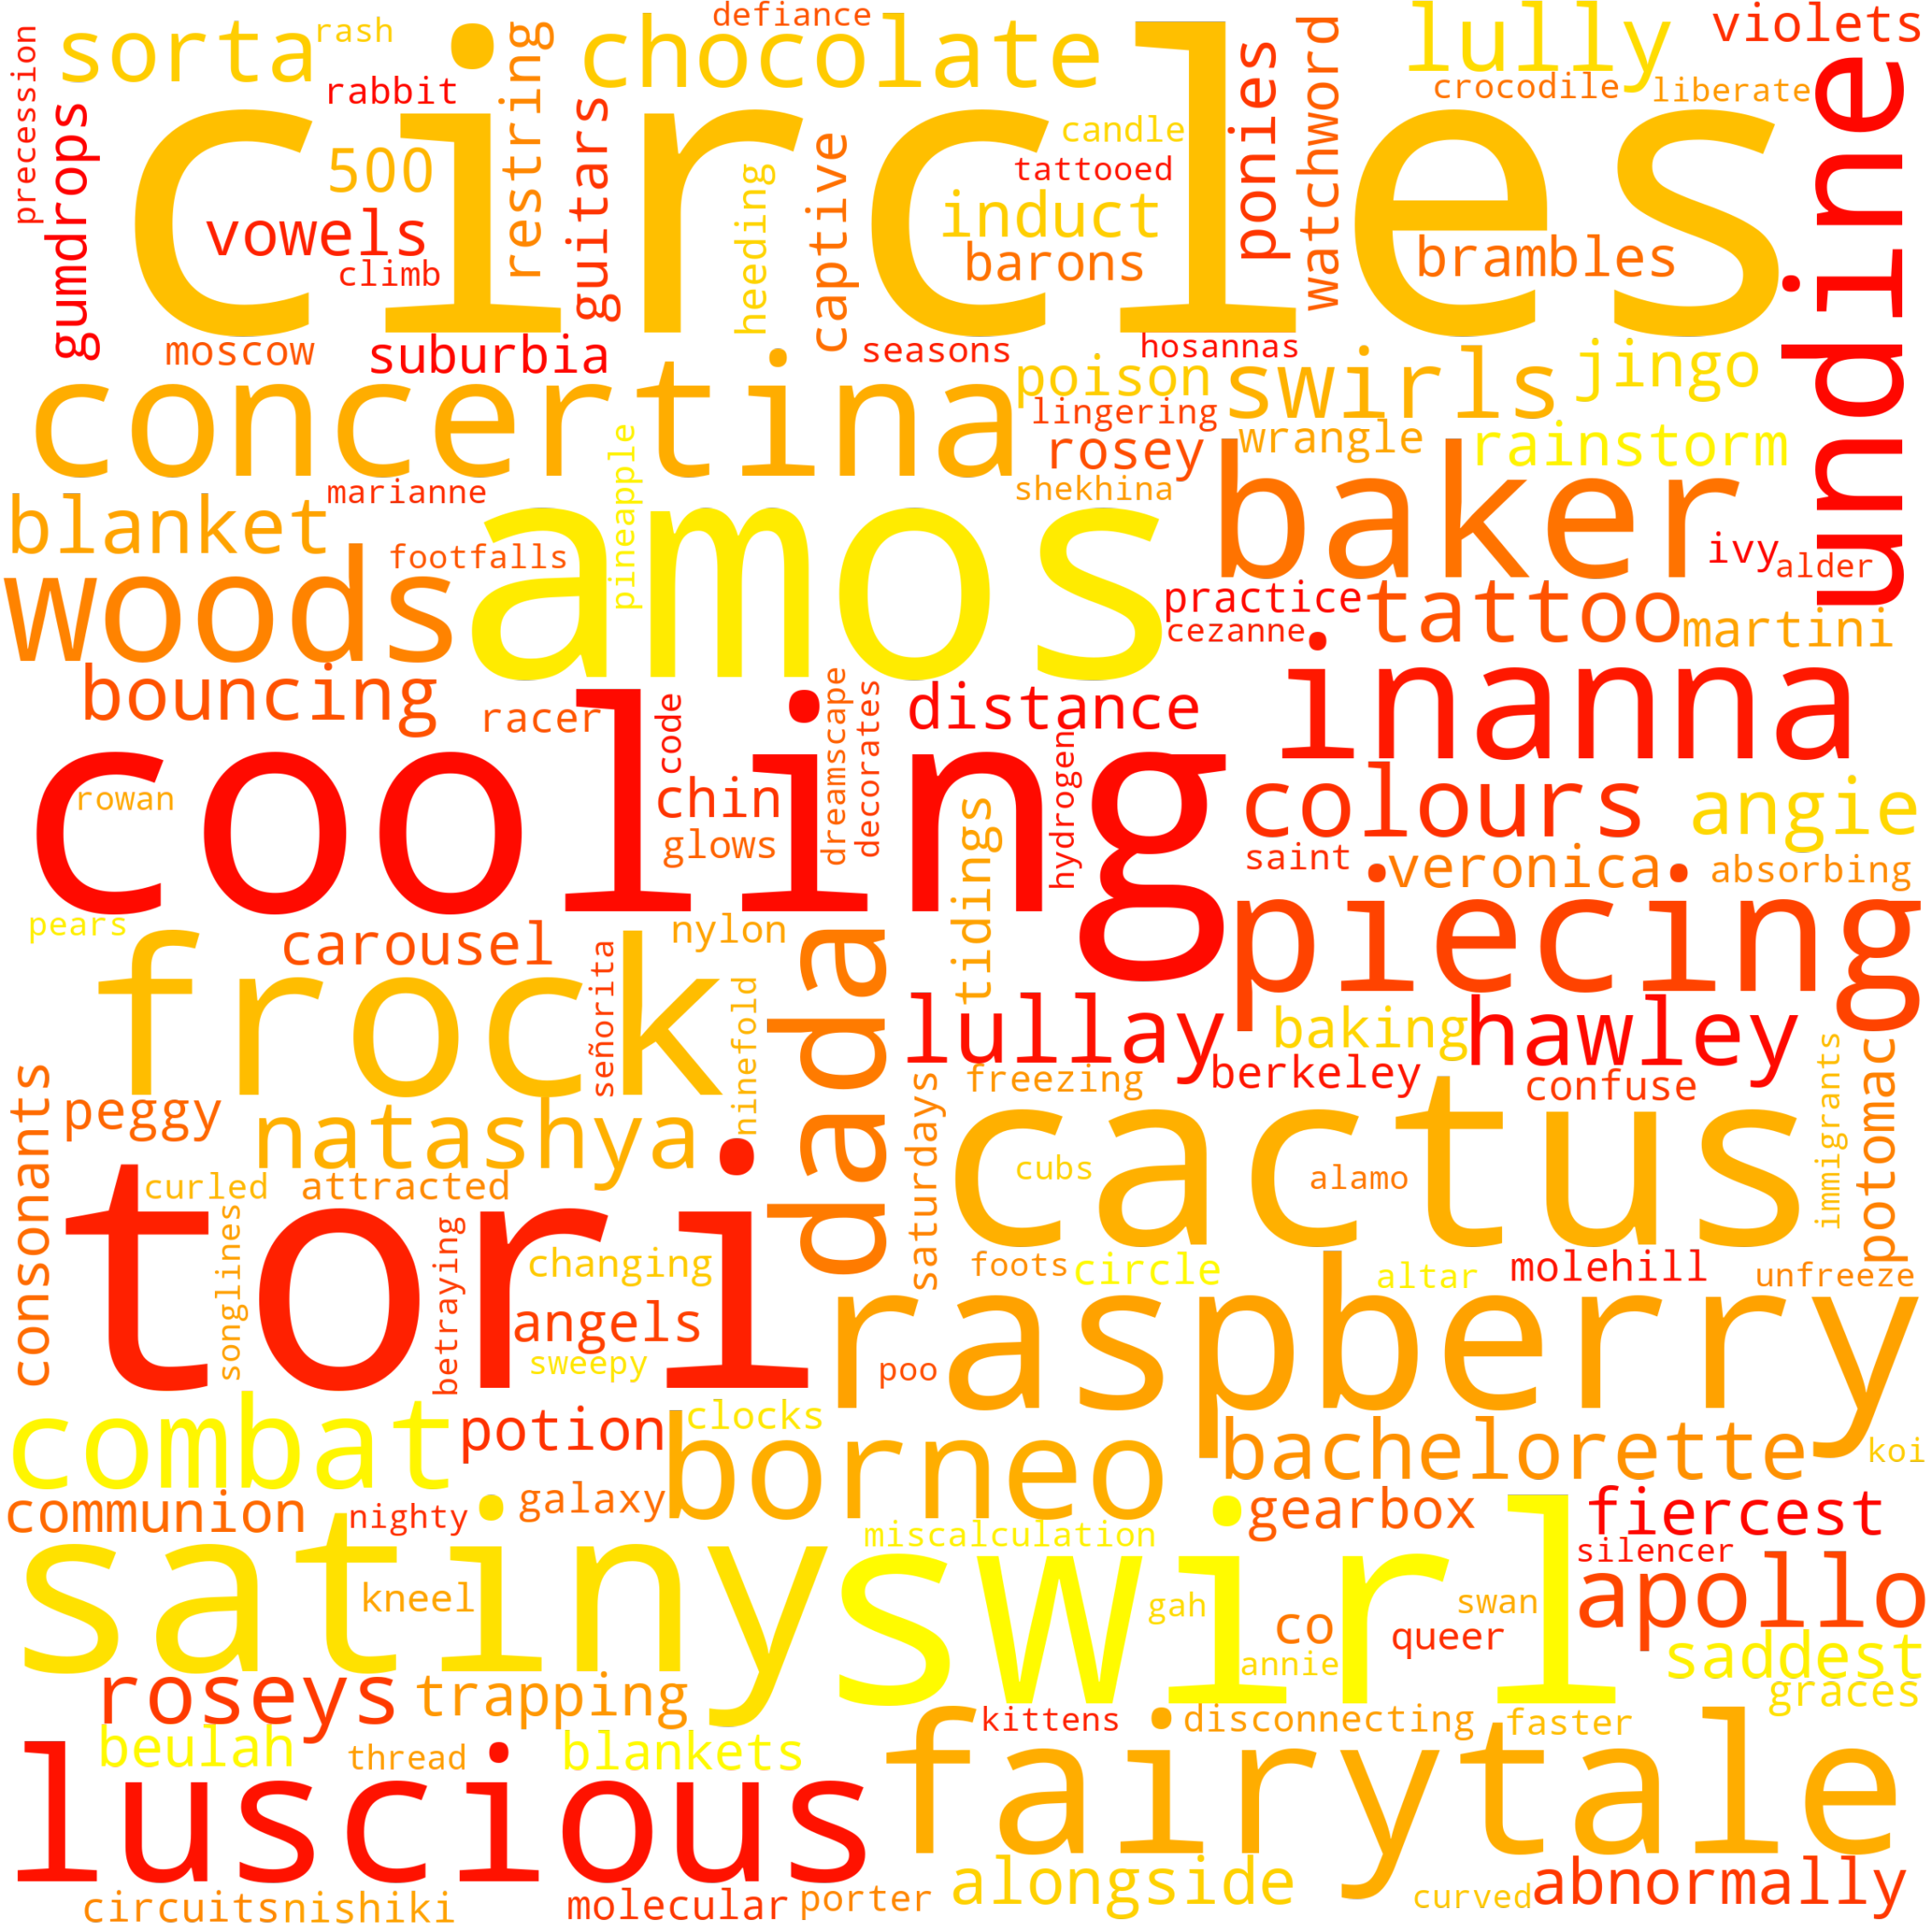 circles
sorta
rash
rabbit
defiance
chocolate
lully
violets
precession
gumdrops
500
vowels
climb
restring
guitars
heeding
captive
candle
tattooed
induct
barons
ponies
watchword
crocodile
liberate
brambles
undine
moscow
suburbia
seasons
hosannas
concertina
poison
swirls
jingo
lingering
rosey
wrangle
rainstorm
shekhina
marianne
blanket
pineapple
amos
baker
woods
footfalls
ivy
alder
practice
cezanne
tattoo
martini
bouncing
racer
code
dreamscape
decorates
distance
inanna
cooling
rowan
chin
glows
tidings
hydrogen
colours
angie
saint
veronica
absorbing
pears
carousel
nylon
piecing
frock
señorita
ninefold
dada
lullay
baking
hawley
berkeley
freezing
confuse
consonants
peggy
natashya
saturdays
cactus
cubs
alamo
immigrants
potomac
tori
curled
attracted
songlines
betraying
changing
angels
sweepy
foots
circle
altar
molehill
unfreeze
raspberry
poo
combat
potion
clocks
borneo
bachelorette
koi
communion
nighty
galaxy
miscalculation
gearbox
fiercest
silencer
satiny
swirl
kneel
gah
co
queer
swan
annie
apollo
saddest
graces
roseys
trapping
kittens
disconnecting
faster
beulah
thread
blankets
fairytale
luscious
alongside
curved
abnormally
circuits
nishiki
molecular
porter